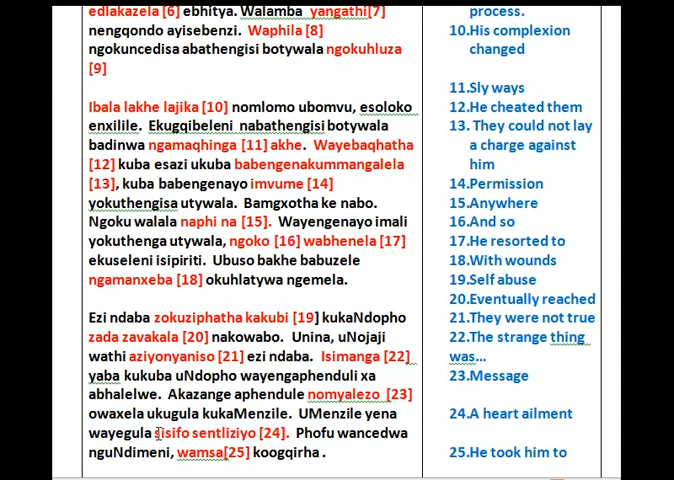 edlakazela [6] ebhitya. Walamba yangathi[7]
nengqondo ayisebenzi. Waphila [8]
ngokuncedisa abathengisi botywala ngokuhluza
[9]
Ibala lakhe lajika [10] nomlomo ubomvu, esoloko
enxilile. Ekugqibeleni nabathengisi botywala
badinwa ngamaqhinga [11] akhe. Wayebaqhatha
[12] kuba esazi ukuba babengenakummangalela
[13], kuba babengenayo imvume [14]
yokuthengisa utywala. Bamgxotha ke nabo.
Ngoku walala naphi na [15]. Wayengenayo imali
yokuthenga utywala, ngoko [16] wabhenela [17]
ekuseleni isipiriti. Ubuso bakhe babuzele
ngamanxeba [18] okuhlatywa ngemela.
Ezi ndaba zokuziphatha kakubi [19] kukaNdopho
zada zavakala [20] nakowabo. Unina, uNojaji
wathi aziyonyaniso [21] ezi ndaba. Isimanga [22]
yaba kukuba uNdopho wayengaphenduli xa
abhalelwe. Akazange aphendule nomyalezo [23]
owaxela ukugula kukaMenzile. UMenzile yena
wayegula sisifo sentliziyo [24]. Phofu wancedwa
nguNdimeni, wamsa[25] koogqirha .
process.
10.His complexion
changed
11.Sly ways
12.He cheated them
13. They could not lay
a charge against
him
14.Permission
15.Anywhere
16.And so
17.He resorted to
18.With wounds
19.Self abuse
20.Eventually reached
21.They were not true
22.The strange thing
was…
23.Message
24.A heart ailment
25.He took him to